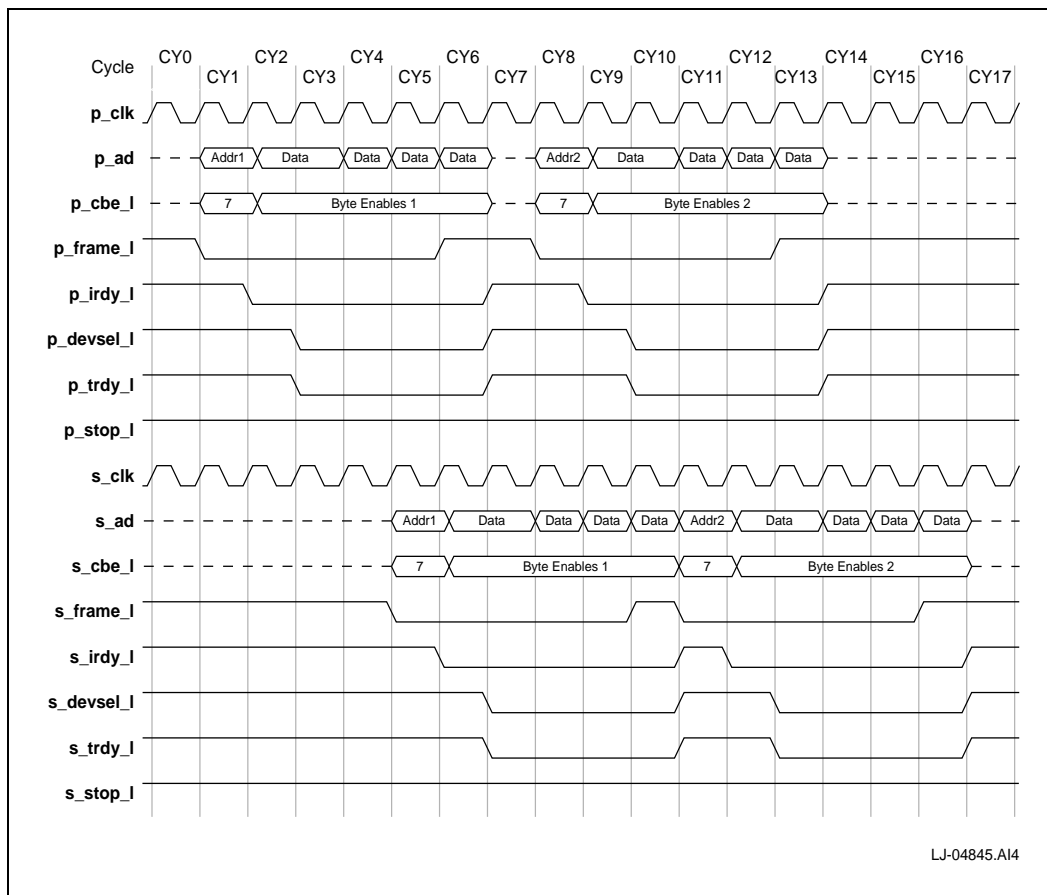 CY0 CY2 CY4 CY6 CY8 CY10 CY12 CY14 CY16
Cycle
CY1 CY3 CY5 CY7 CY9 CY11 CY13 CY15 CY17
p_clk
p_ad Addr1 Data Data Data Data Addr2 Data Data Data Data
p_cbe_l 7 Byte Enables 1 7 Byte Enables 2
p_frame_l
p_irdy_l
p_devsel_l
p_trdy_l
p_stop_l
s_clk
s_ad Addr1 Data Data Data Data Addr2 Data Data Data Data
s_cbe_l 7 Byte Enables 1 7 Byte Enables 2
s_frame_l
s_irdy_l
s_devsel_l
s_trdy_l
s_stop_l
LJ-04845.AI4